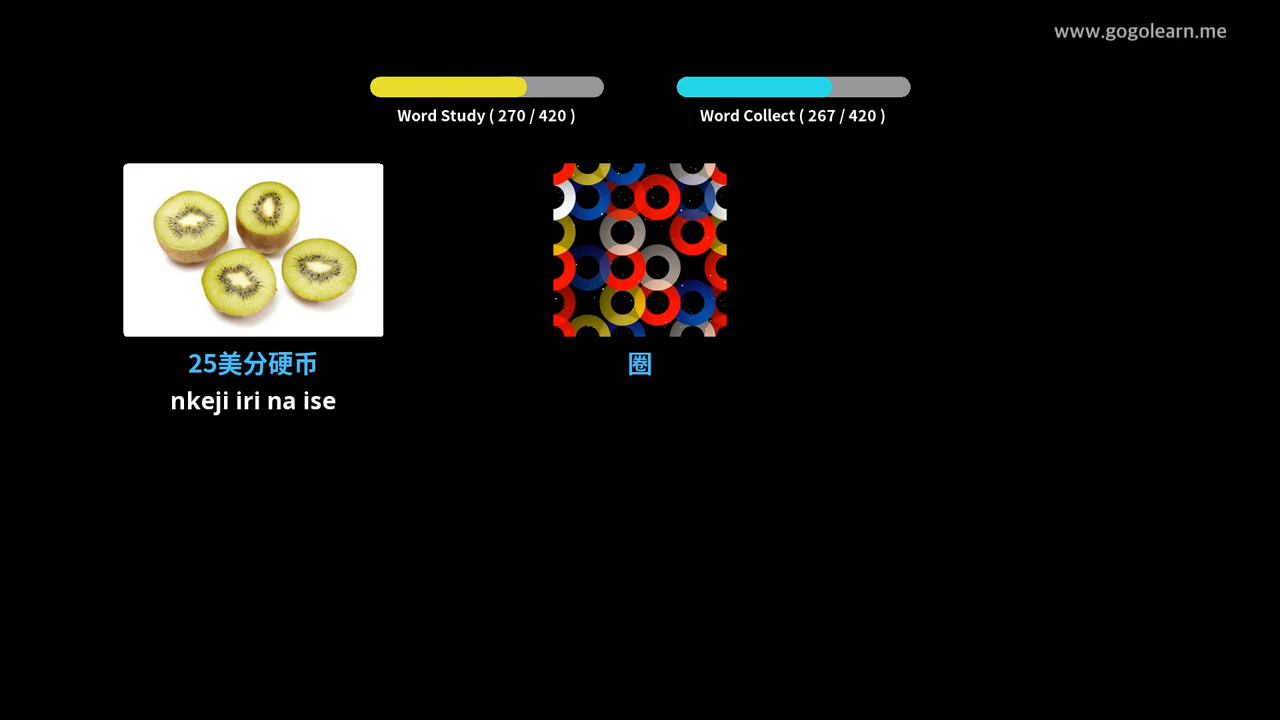 www.gogolearn.me
Word Study ( 270 / 420 )
Word Collect ( 267 / 420 )
25美分硬币
nkeji iri na ise
圈